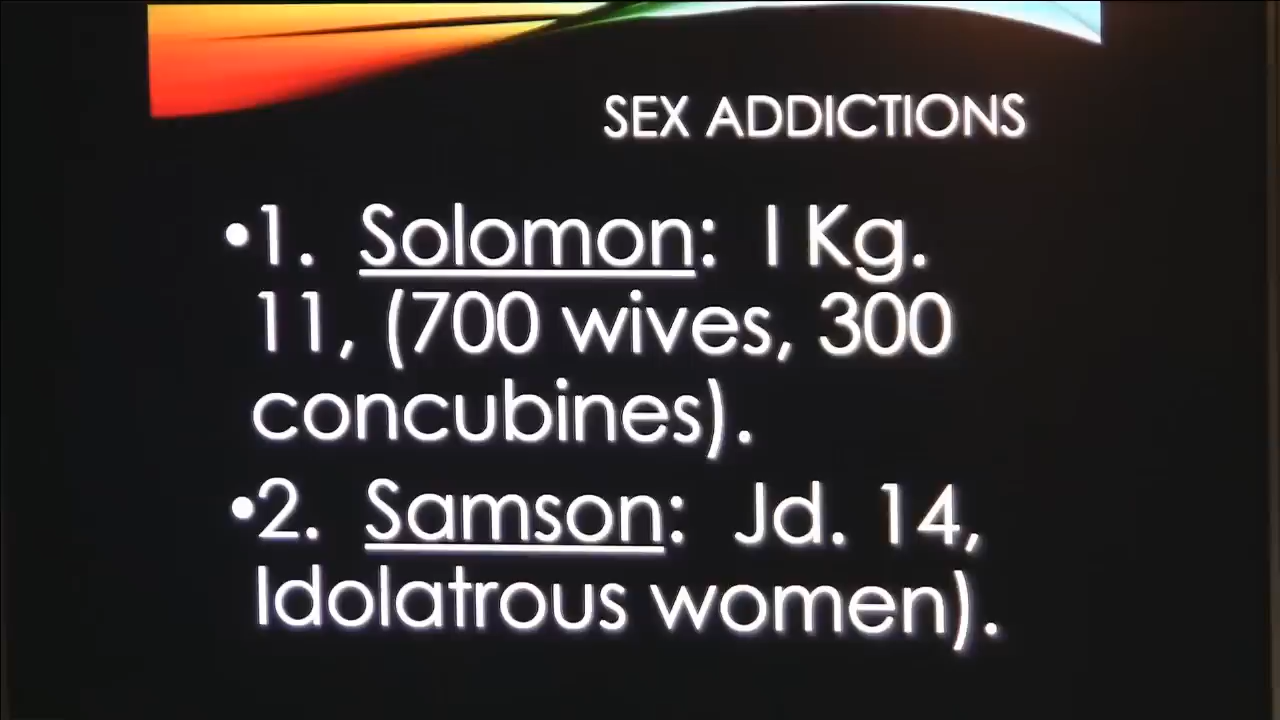 SEX ADDICTIONS
•1. Solomon: I Kg.
11, (700 wives, 300
concubines).
•2. Samson: Jd. 14,
Idolatrous women).